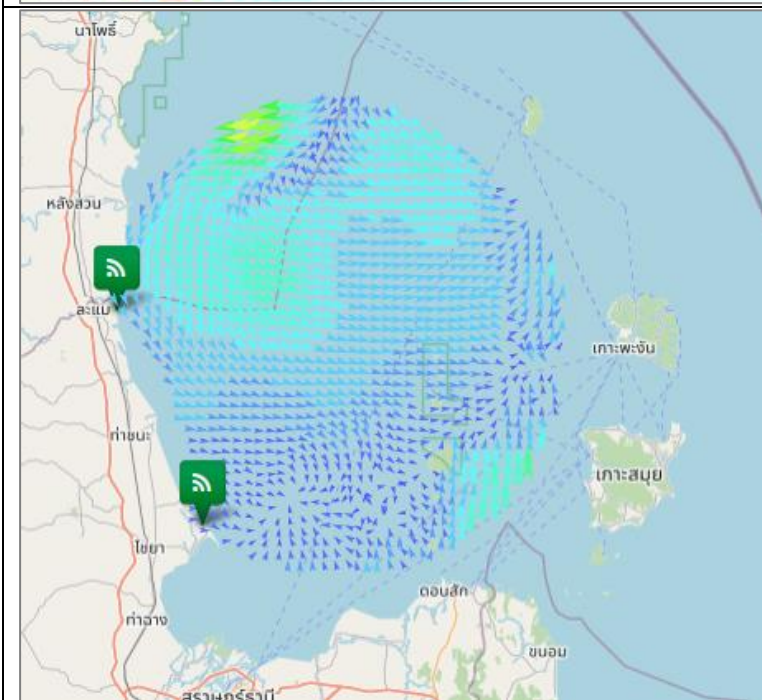 นาโพธิ์
หลังสวน
ละแม
เกาะพะงัน
ท่าชนะ
เกาะสมุย
ไชยา
ดอนสัก
ท่าฉาง
ขนอม
สุราษฎร์ธานี